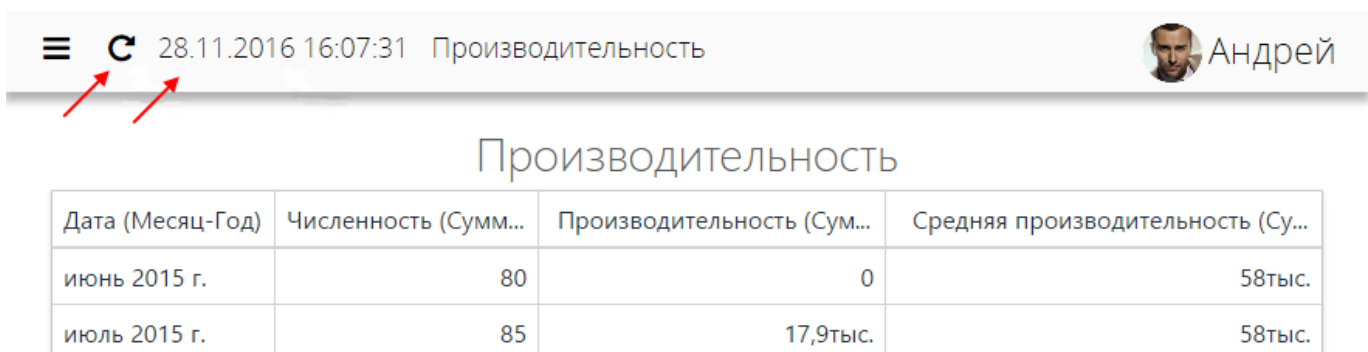 28.11.2016 16:07:31 Производительность Андрей
Производительность
Дата (Месяц-Год) Численность (Сумм... Производительность (Сум... Средняя производительность (Су...
июнь 2015 г. 80 0 58тыс.
июль 2015 г. 85 17,9тыс. 58тыс.